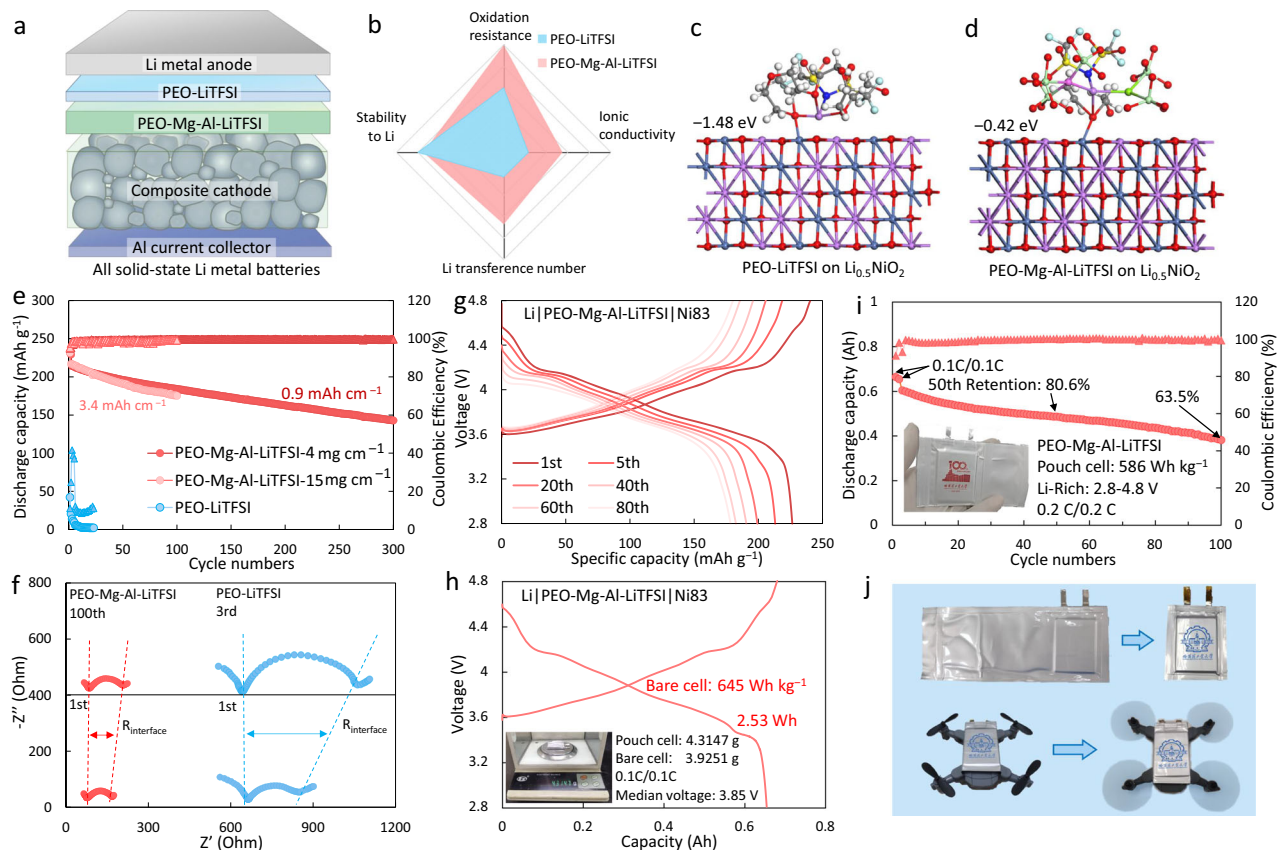 a
Li metal anode
PEO-LiTFSI
PEO-Mg-Al-LiTFSI
Composite cathode
Al current collector
All solid-state Li metal batteries
b
Oxidation
resistance
PEO-LiTFSI
PEO-Mg-Al-LiTFSI
Stability
to Li
Ionic
conductivity
Li transference number
c
−1.48 eV
PEO-LiTFSI on Li0.5NiO2
d
−0.42 eV
PEO-Mg-Al-LiTFSI on Li0.5NiO2
e
Discharge capacity (mAh g⁻¹)
300
250
200
150
100
50
0
120
100
80
60
40
20
0
Coulombic Efficiency (%)
0.9 mAh cm⁻¹
3.4 mAh cm⁻¹
PEO-Mg-Al-LiTFSI-4 mg cm⁻¹
PEO-Mg-Al-LiTFSI-15mg cm⁻¹
PEO-LiTFSI
0
50
100
150
200
250
300
Cycle numbers
f
-Z'' (Ohm)
800
600
400
200
0
PEO-Mg-Al-LiTFSI
100th
PEO-LiTFSI
3rd
1st
Rinterface
1st
Rinterface
0
300
600
900
1200
Z' (Ohm)
g
Voltage (V)
4.8
4.4
4
3.6
3.2
2.8
Li|PEO-Mg-Al-LiTFSI|Ni83
1st
5th
20th
40th
60th
80th
0
50
100
150
200
250
Specific capacity (mAh g⁻¹)
h
Voltage (V)
4.8
4.4
4
3.6
3.2
2.8
Li|PEO-Mg-Al-LiTFSI|Ni83
Bare cell: 645 Wh kg⁻¹
2.53 Wh
Pouch cell: 4.3147 g
Bare cell: 3.9251 g
0.1C/0.1C
Median voltage: 3.85 V
0
0.2
0.4
0.6
0.8
Capacity (Ah)
i
Discharge capacity (Ah)
1
0.8
0.6
0.4
0.2
0
120
100
80
60
40
20
0
Coulombic Efficiency (%)
0.1C/0.1C
50th Retention: 80.6%
63.5%
100
PEO-Mg-Al-LiTFSI
Pouch cell: 586 Wh kg⁻¹
Li-Rich: 2.8-4.8 V
0.2 C/0.2 C
0
20
40
60
80
100
Cycle numbers
j